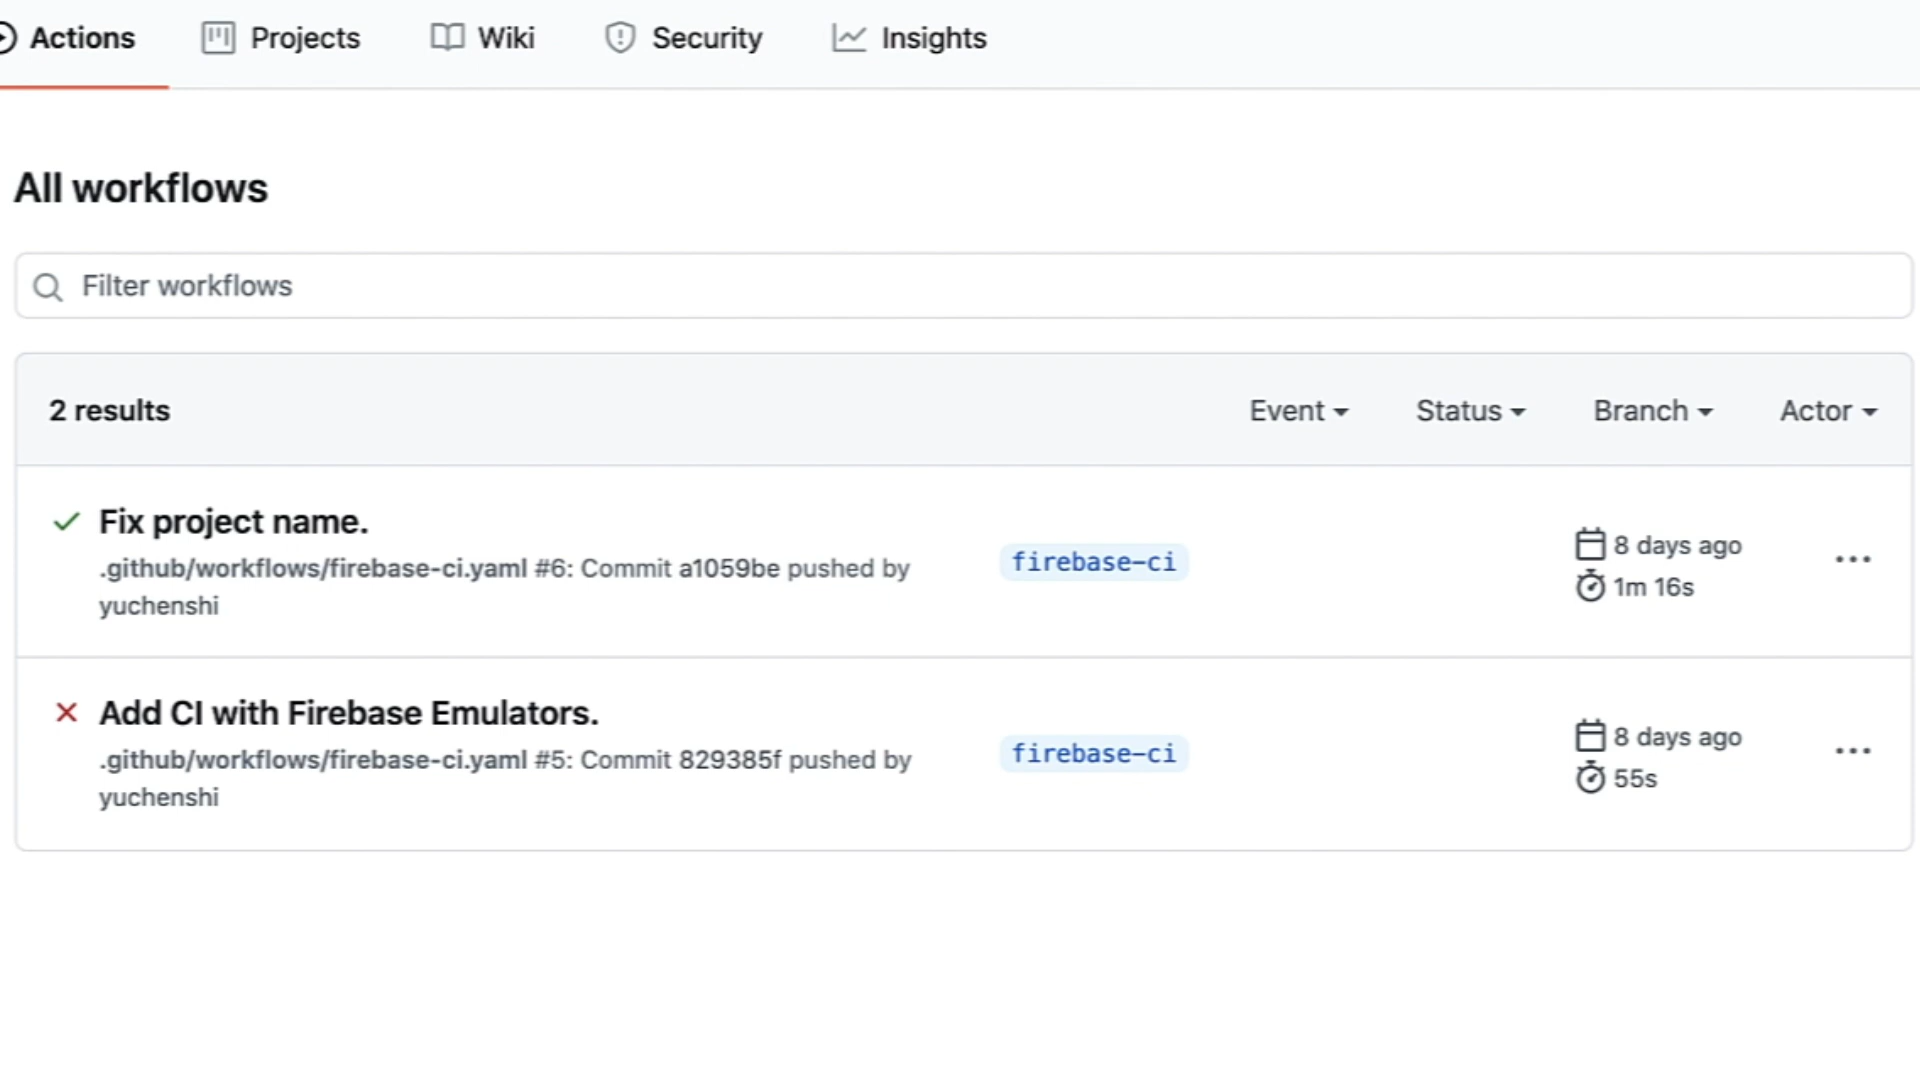 Actions Projects Wiki Security Insights
All workflows
Filter workflows
2 results Event Status Branch Actor
Fix project name.
.github/workflows/firebase-ci.yaml #6: Commit a1059be pushed by
yuchenshi
firebase-ci
8 days ago
1m 16s
Add CI with Firebase Emulators.
.github/workflows/firebase-ci.yaml #5: Commit 829385f pushed by
yuchenshi
firebase-ci
8 days ago
55s